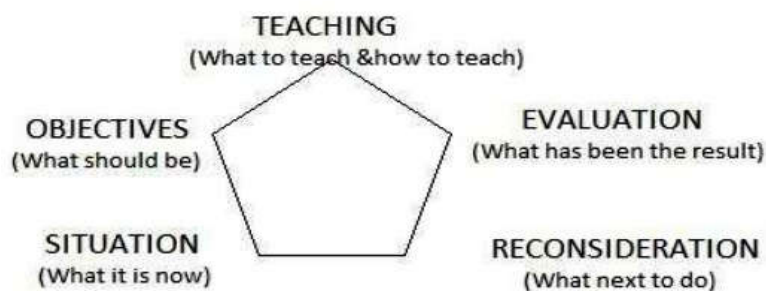 TEACHING
(What to teach &how to teach)
OBJECTIVES
(What should be)
EVALUATION
(What has been the result)
SITUATION
(What it is now)
RECONSIDERATION
(What next to do)